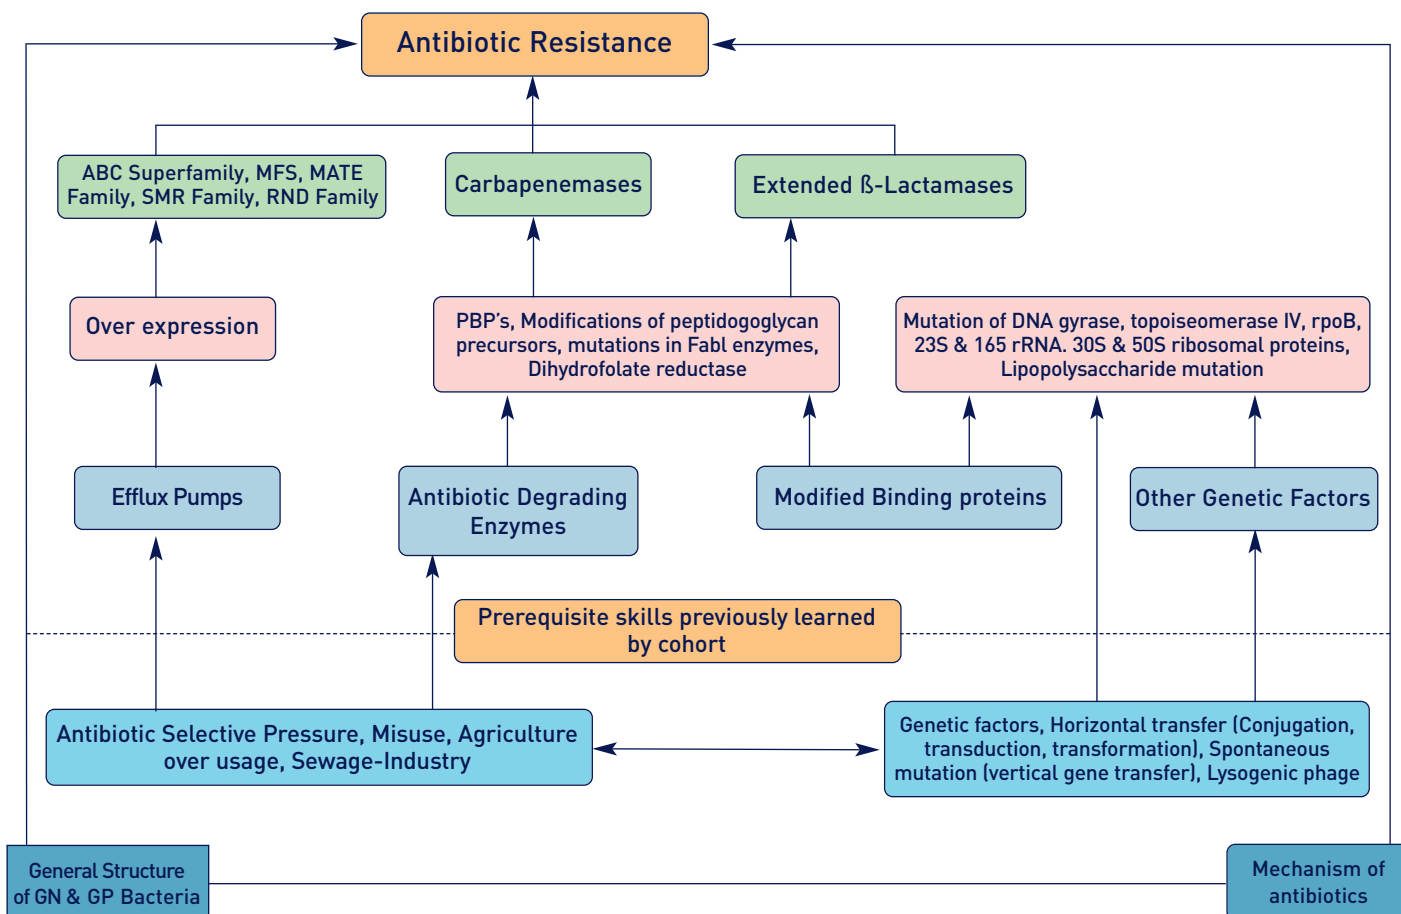 Antibiotic Resistance
ABC Superfamily, MFS, MATE
Family, SMR Family, RND Family
Carbapenemases
Extended ß-Lactamases
Over expression
PBP's, Modifications of peptidogoglycan
precursors, mutations in Fabl enzymes,
Dihydrofolate reductase
Mutation of DNA gyrase, topoiseomerase IV, rpoB,
23S & 165 rRNA. 30S & 50S ribosomal proteins,
Lipopolysaccharide mutation
Efflux Pumps
Antibiotic Degrading
Enzymes
Modified Binding proteins
Other Genetic Factors
Prerequisite skills previously learned
by cohort
Antibiotic Selective Pressure, Misuse, Agriculture
over usage, Sewage-Industry
Genetic factors, Horizontal transfer (Conjugation,
transduction, transformation), Spontaneous
mutation (vertical gene transfer), Lysogenic phage
General Structure
of GN & GP Bacteria
Mechanism of
antibiotics